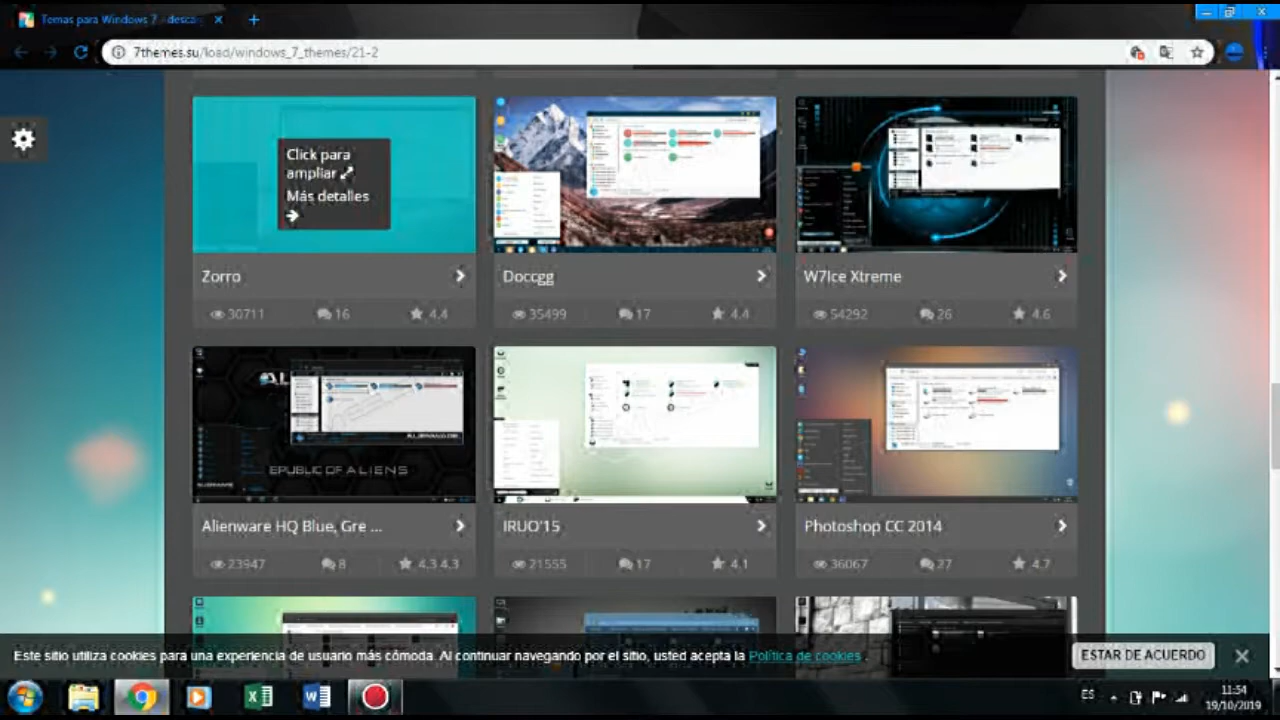 Temas para Windows 7 - desca
7themes.su/load/windows_7_themes/21-2
Click para
ampliar
Más detalles
Zorro
Doccgg
W7Ice Xtreme
30711 16 4.4
35499 17 4.4
54292 26 4.6
EPUBLIC OF ALIENS
Alienware HQ Blue, Gre ...
IRUO'15
Photoshop CC 2014
23947 8 4.3 4.3
21555 17 4.1
36067 27 4.7
Este sitio utiliza cookies para una experiencia de usuario más cómoda. Al continuar navegando por el sitio, usted acepta la Política de cookies .
ESTAR DE ACUERDO
ES
11:54
19/10/2019